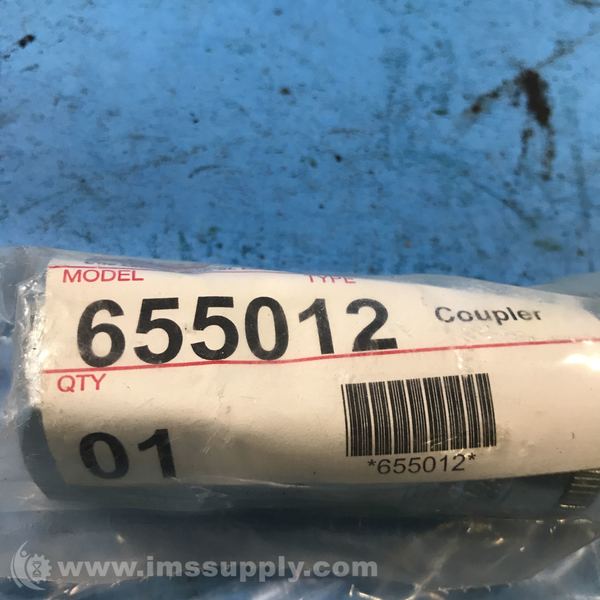 MODEL TYPE
655012 Coupler
QTY
01
*655012*
www.imssupply.com